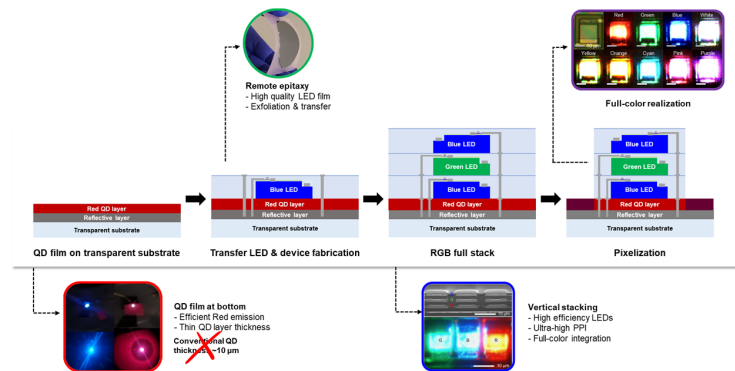 Remote epitaxy
- High quality LED film
- Exfoliation & transfer
Red
Green
Blue
White
Yellow
Orange
Cyan
Pink
Purple
Full-color realization
Red QD layer
Reflective layer
Transparent substrate
QD film on transparent substrate
Blue LED
Red QD layer
Reflective layer
Transparent substrate
Transfer LED & device fabrication
Blue LED
Green LED
Blue LED
Red QD layer
Reflective layer
Transparent substrate
RGB full stack
Blue LED
Green LED
Blue LED
Red QD layer
Reflective layer
Transparent substrate
Pixelization
QD film at bottom
- Efficient Red emission
- Thin QD layer thickness
Conventional QD
thickness ~10 μm
G
B
R
Vertical stacking
- High efficiency LEDs
- Ultra-high PPI
- Full-color integration